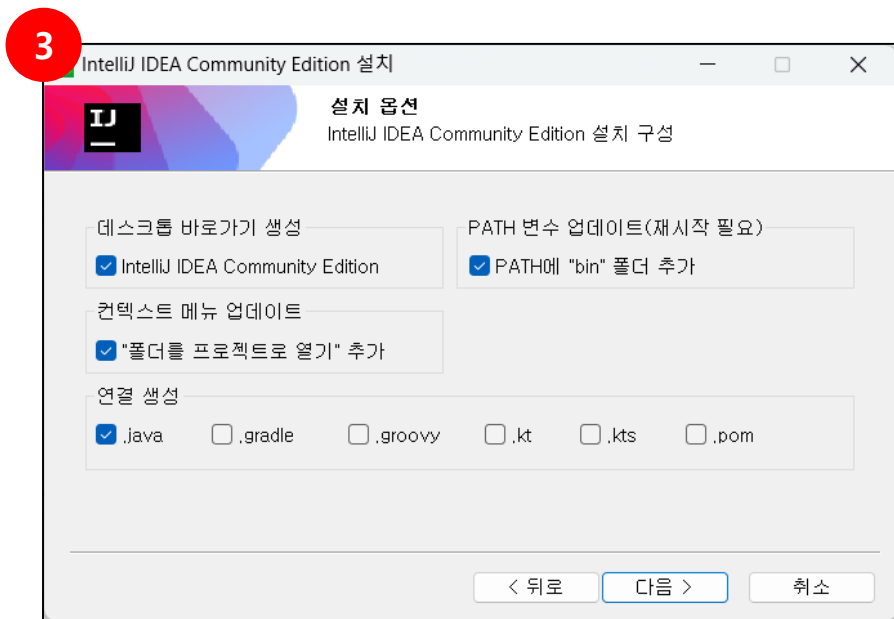 3
IntelliJ IDEA Community Edition 설치
IJ
설치 옵션
IntelliJ IDEA Community Edition 설치 구성
데스크톱 바로가기 생성
PATH 변수 업데이트(재시작 필요)
IntelliJ IDEA Community Edition
PATH에 "bin" 폴더 추가
컨텍스트 메뉴 업데이트
"폴더를 프로젝트로 열기" 추가
연결 생성
.java .gradle .groovy .kt .kts .pom
< 뒤로 다음 > 취소